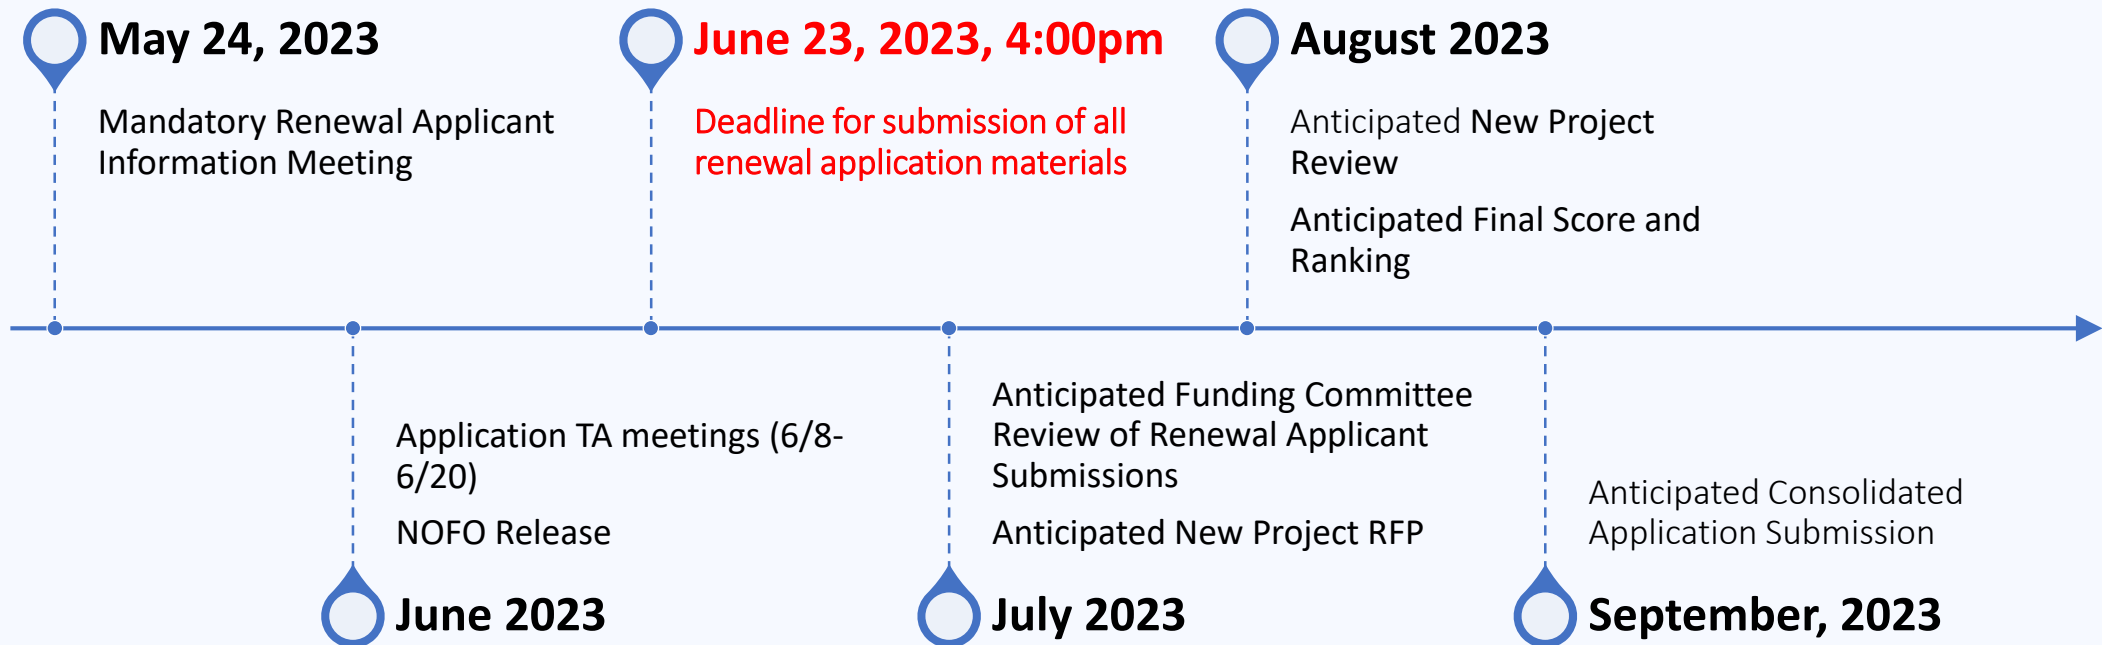 May 24, 2023
Mandatory Renewal Applicant
Information Meeting
Application TA meetings (6/8-
6/20)
NOFO Release
June 2023
June 23, 2023, 4:00pm
Deadline for submission of all
renewal application materials
Anticipated Funding Committee
Review of Renewal Applicant
Submissions
Anticipated New Project RFP
July 2023
August 2023
Anticipated New Project
Review
Anticipated Final Score and
Ranking
Anticipated Consolidated
Application Submission
September, 2023